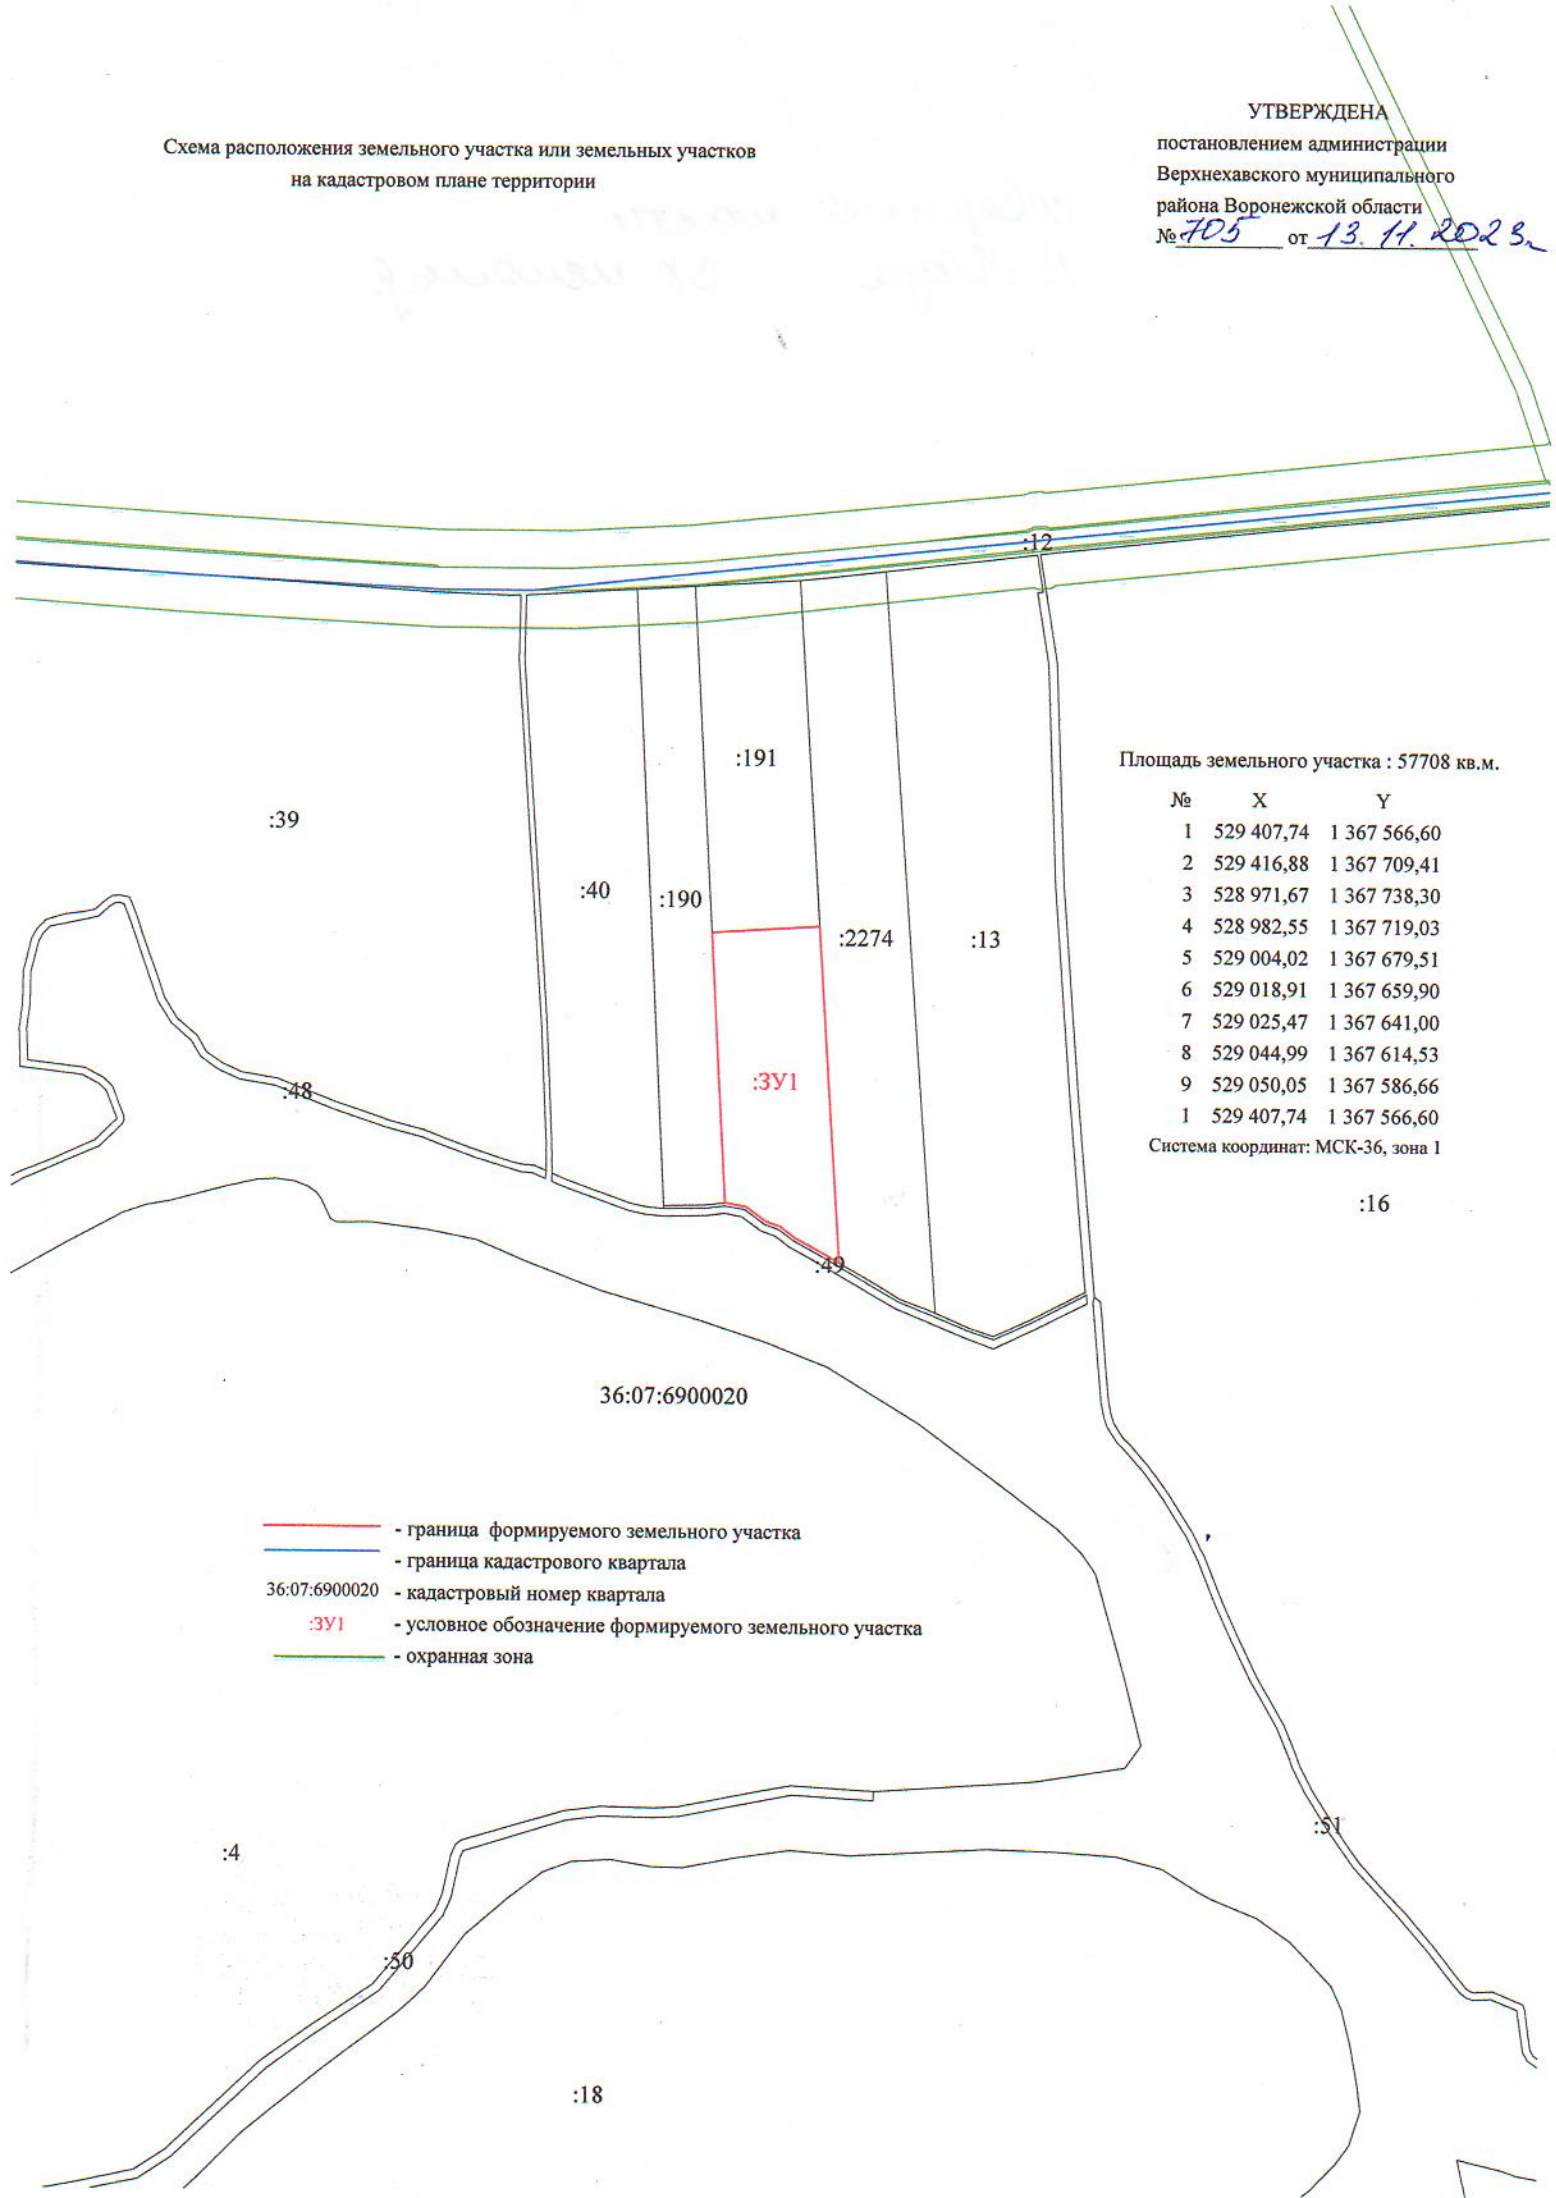 Схема расположения земельного участка или земельных участков
на кадастровом плане территории
УТВЕРЖДЕНА
постановлением администрации
Верхнехавского муниципального
района Воронежской области
№ 705 от 13.11.2023г
:12
:191
:39
:40
:190
:2274
:13
:ЗУ1
:48
:49
Площадь земельного участка : 57708 кв.м.
№ X Y
1 529 407,74 1 367 566,60
2 529 416,88 1 367 709,41
3 528 971,67 1 367 738,30
4 528 982,55 1 367 719,03
5 529 004,02 1 367 679,51
6 529 018,91 1 367 659,90
7 529 025,47 1 367 641,00
8 529 044,99 1 367 614,53
9 529 050,05 1 367 586,66
1 529 407,74 1 367 566,60
Система координат: МСК-36, зона 1
:16
36:07:6900020
- граница формируемого земельного участка
- граница кадастрового квартала
36:07:6900020 - кадастровый номер квартала
:ЗУ1 - условное обозначение формируемого земельного участка
- охранная зона
:51
:4
:50
:18